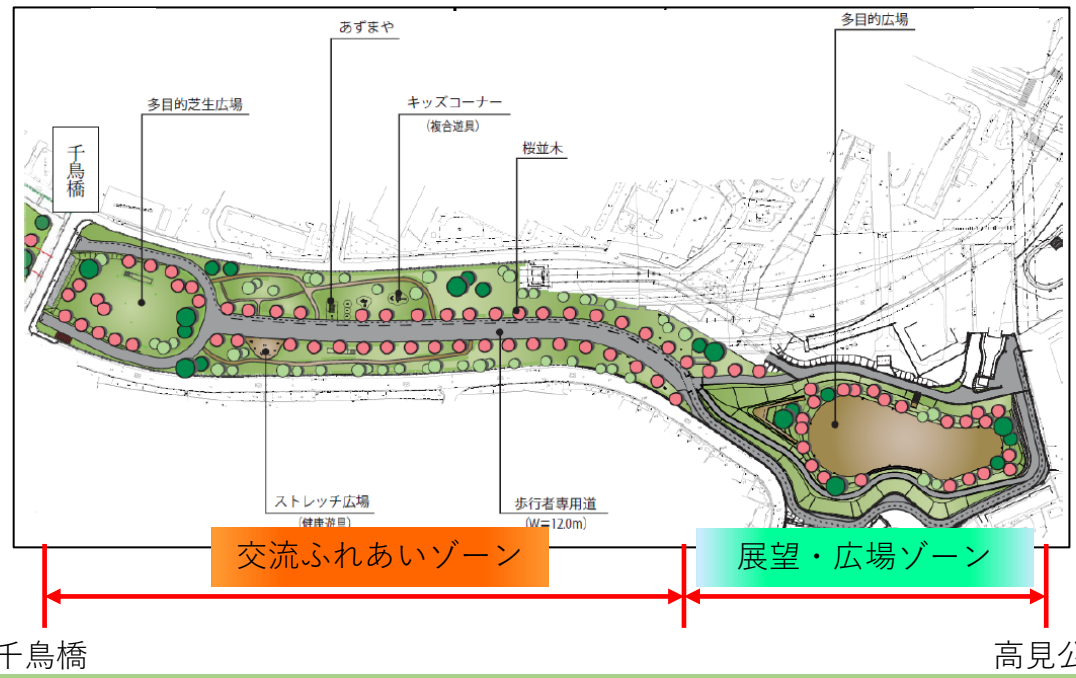 あずまや
多目的広場
多目的芝生広場
キッズコーナー
(複合遊具)
千鳥橋
桜並木
ストレッチ広場
(健康遊具)
歩行者専用道
(W=12.0m)
交流ふれあいゾーン
展望・広場ゾーン
千鳥橋
高見公